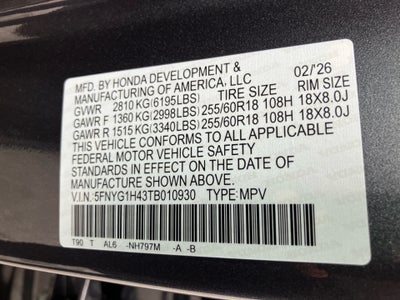 MFD. BY HONDA DEVELOPMENT & 02/'26
MANUFACTURING OF AMERICA, LLC
GVWR 2810 KG(6195LBS) TIRE SIZE RIM SIZE
GAWR F 1360 KG(2998LBS) 255/60R18 108H 18X8.0J
GAWR R 1515 KG(3340LBS) 255/60R18 108H 18X8.0J
THIS VEHICLE CONFORMS TO ALL APPLICABLE
FEDERAL MOTOR VEHICLE SAFETY
STANDARDS IN EFFECT ON THE DATE OF
MANUFACTURE SHOWN ABOVE.
V.I.N.: 5FNYG1H43TB010930 TYPE: MPV
T90 T AL6 -NH797M -A -B